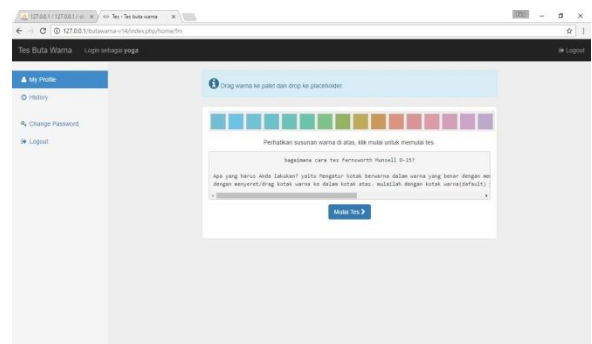 127.0.0.1 / 127.0.0.1 /
Tes - Tes buta warna
127.0.0.1/butawarna-v14/index.php/home/fm
Tes Buta Warna
Login sebagai yoga
Logout
My Profile
History
Change Password
Logout
Drag warna ke palet dan drop ke placeholder.
Perhatikan susunan warna di atas, klik mulai untuk memulai tes.
bagaimana cara tes Farnsworth Munsell D-15?
Apa yang harus Anda lakukan? yaitu Mengatur kotak berwarna dalam warna yang benar dengan
dengan menyeret/drag kotak warna ke dalam kotak atas. mulailah dengan kotak warna(default)
Mulai Tes